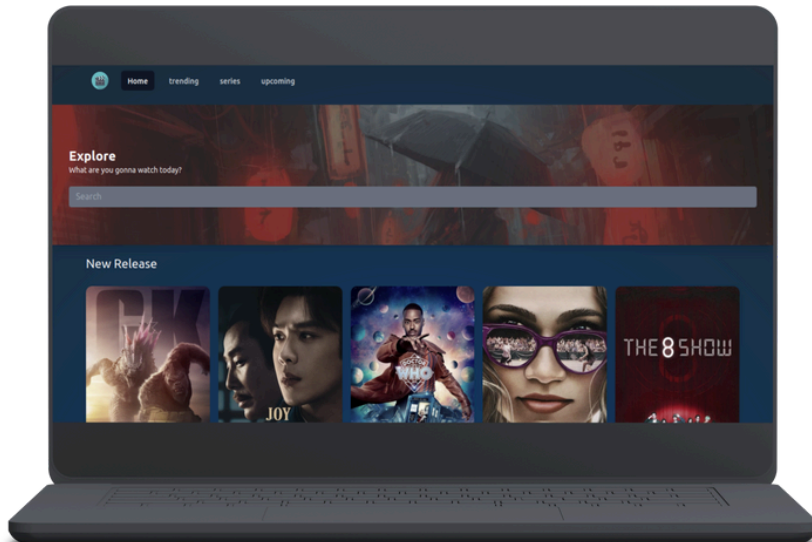 Home trending series upcoming
Explore
What are you gonna watch today?
Search
New Release
JOY
DOCTOR
WHO
THE 8 SHOW